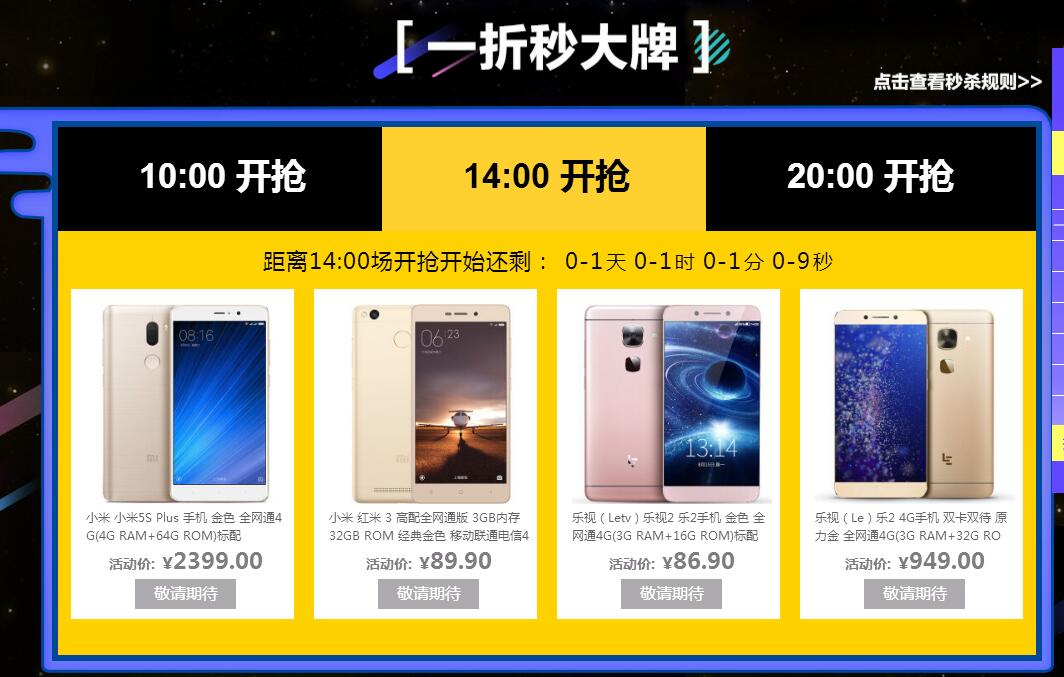 [ 一折秒大牌 ]
点击查看秒杀规则>>
10:00 开抢
14:00 开抢
20:00 开抢
距离14:00场开抢开始还剩： 0-1天 0-1时 0-1分 0-9秒
08:16
小米 小米5S Plus 手机 金色 全网通4
G(4G RAM+64G ROM)标配
活动价: ¥2399.00
敬请期待
06:23
小米 红米 3 高配全网通版 3GB内存
32GB ROM 经典金色 移动联通电信4
活动价: ¥89.90
敬请期待
13:14
乐视（Letv）乐视2 乐2手机 金色 全
网通4G(3G RAM+16G ROM)标配
活动价: ¥86.90
敬请期待
乐视（Le）乐2 4G手机 双卡双待 原
力金 全网通4G(3G RAM+32G RO
活动价: ¥949.00
敬请期待